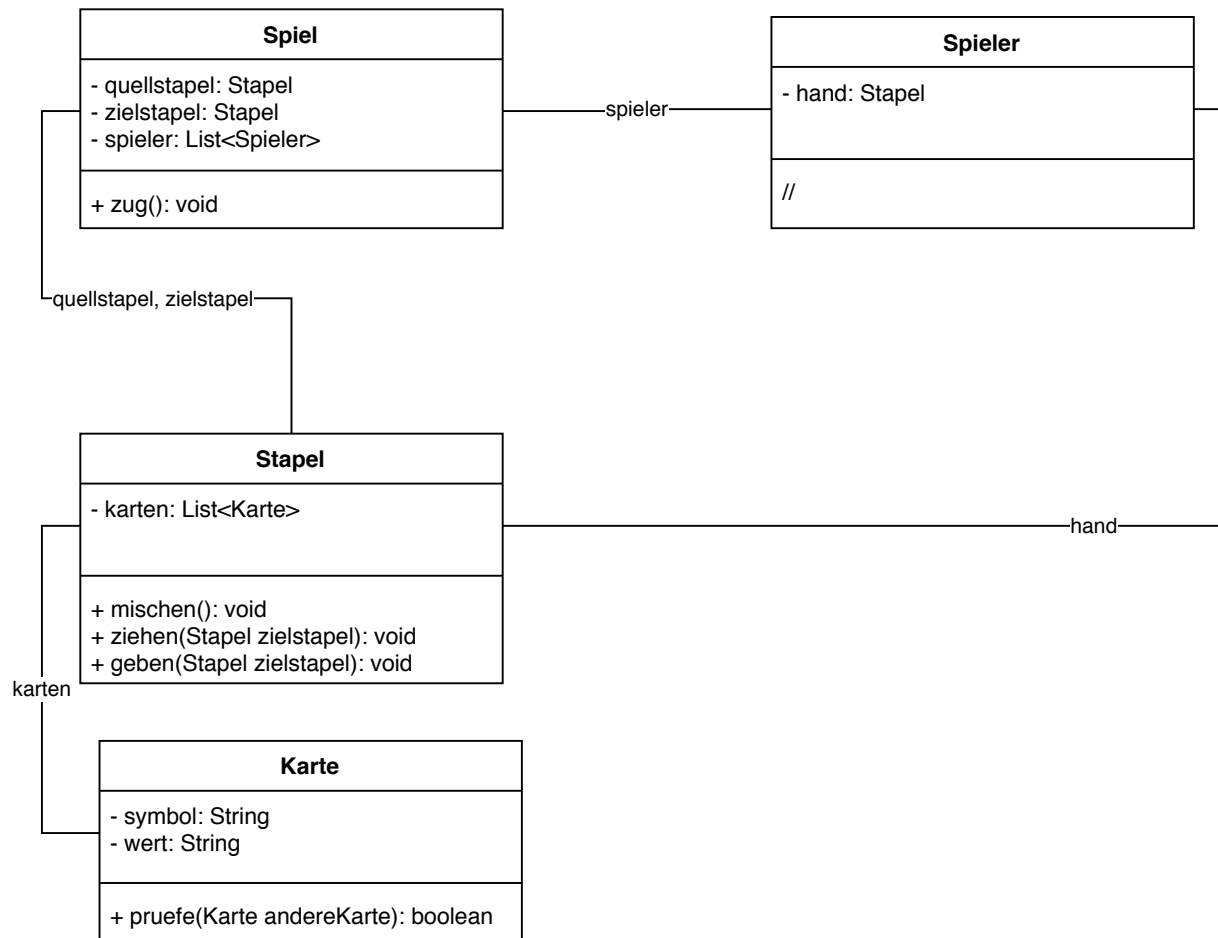 Spiel
- quellstapel: Stapel
- zielstapel: Stapel
- spieler: List<Spieler>
+ zug(): void
spieler
Spieler
- hand: Stapel
//
quellstapel, zielstapel
Stapel
- karten: List<Karte>
+ mischen(): void
+ ziehen(Stapel zielstapel): void
+ geben(Stapel zielstapel): void
hand
karten
Karte
- symbol: String
- wert: String
+ pruefe(Karte andereKarte): boolean